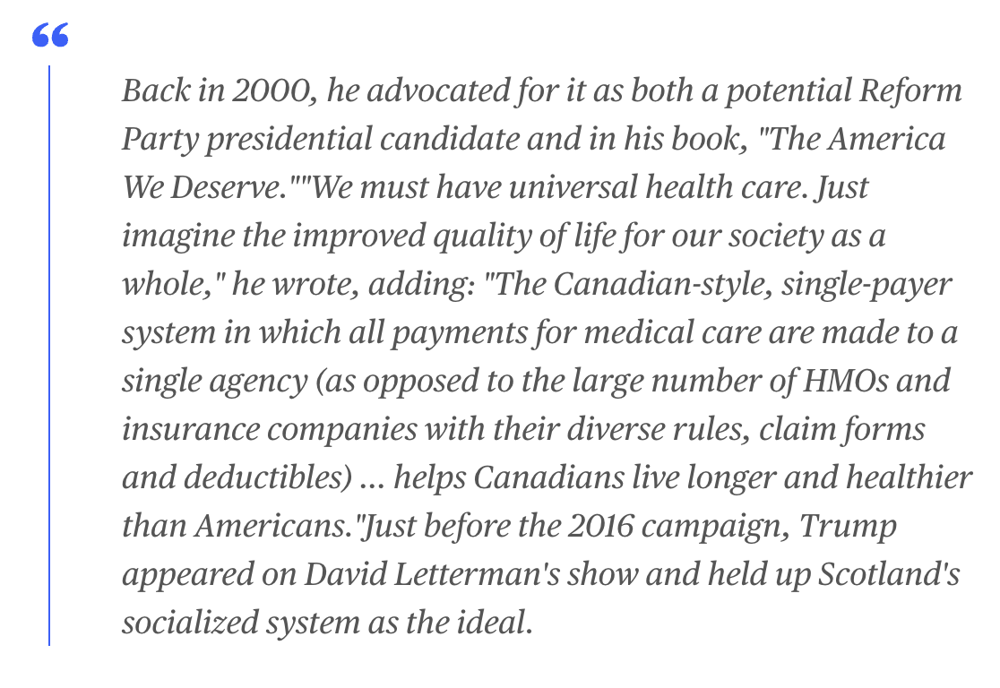 “
Back in 2000, he advocated for it as both a potential Reform
Party presidential candidate and in his book, "The America
We Deserve.""We must have universal health care. Just
imagine the improved quality of life for our society as a
whole," he wrote, adding: "The Canadian-style, single-payer
system in which all payments for medical care are made to a
single agency (as opposed to the large number of HMOs and
insurance companies with their diverse rules, claim forms
and deductibles) ... helps Canadians live longer and healthier
than Americans."Just before the 2016 campaign, Trump
appeared on David Letterman's show and held up Scotland's
socialized system as the ideal.